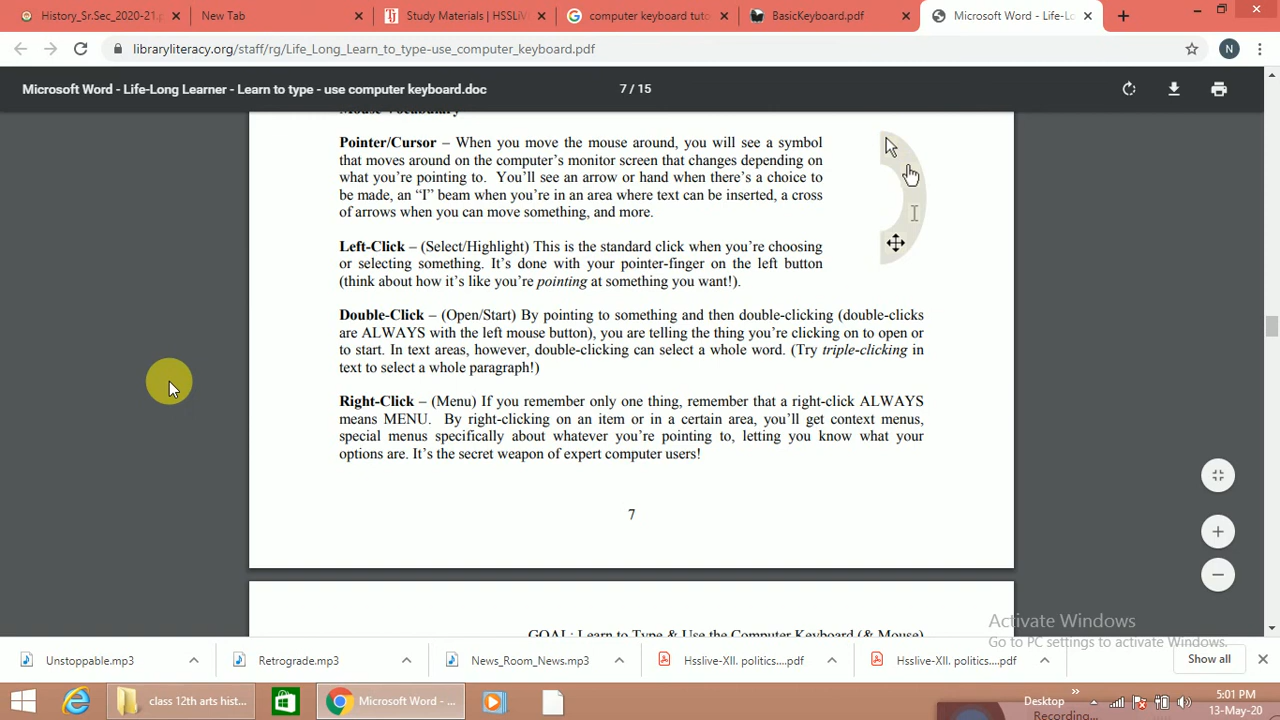 History_Sr.Sec_2020-21.p
New Tab
Study Materials | HSSLiVE
computer keyboard tuto
BasicKeyboard.pdf
Microsoft Word - Life-Lo
libraryliteracy.org/staff/rg/Life_Long_Learn_to_type-use_computer_keyboard.pdf
N
Microsoft Word - Life-Long Learner - Learn to type - use computer keyboard.doc
7 / 15
Mouse Vocabulary
Pointer/Cursor – When you move the mouse around, you will see a symbol
that moves around on the computer's monitor screen that changes depending on
what you're pointing to. You'll see an arrow or hand when there's a choice to
be made, an "I" beam when you're in an area where text can be inserted, a cross
of arrows when you can move something, and more.
Left-Click – (Select/Highlight) This is the standard click when you're choosing
or selecting something. It's done with your pointer-finger on the left button
(think about how it's like you're pointing at something you want!).
Double-Click – (Open/Start) By pointing to something and then double-clicking (double-clicks
are ALWAYS with the left mouse button), you are telling the thing you're clicking on to open or
to start. In text areas, however, double-clicking can select a whole word. (Try triple-clicking in
text to select a whole paragraph!)
Right-Click – (Menu) If you remember only one thing, remember that a right-click ALWAYS
means MENU. By right-clicking on an item or in a certain area, you'll get context menus,
special menus specifically about whatever you're pointing to, letting you know what your
options are. It's the secret weapon of expert computer users!
7
GOAL: Learn to Type & Use the Computer Keyboard (& Mouse)
Activate Windows
Go to PC settings to activate Windows.
Unstoppable.mp3
Retrograde.mp3
News_Room_News.mp3
Hsslive-XII. politics....pdf
Hsslive-XII. politics....pdf
Show all
class 12th arts hist...
Microsoft Word - ...
Desktop
5:01 PM
13-May-20
Recording...